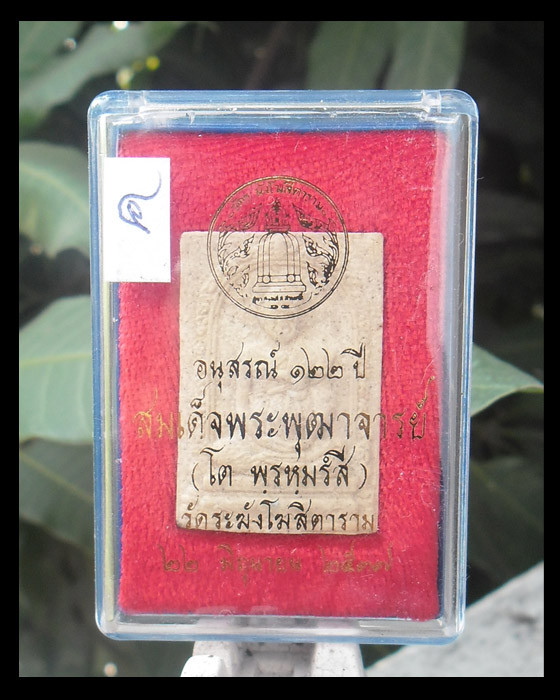 ฅ
อนุสรณ์ ๑๒๒ ปี
สมเด็จพระพุฒาจารย์
(โต พฺรหฺมรํสี)
วัดระฆังโฆสิตาราม
๒๒ มิถุนายน ๒๕๓๗